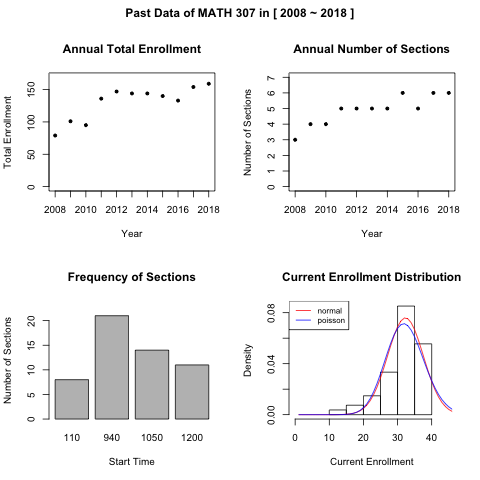 Past Data of MATH 307 in [ 2008 ~ 2018 ]
Annual Total Enrollment
Total Enrollment
0
50
100
150
2008
2010
2012
2014
2016
2018
Year
Annual Number of Sections
Number of Sections
0
1
2
3
4
5
6
7
2008
2010
2012
2014
2016
2018
Year
Frequency of Sections
Number of Sections
0
5
10
15
20
110
940
1050
1200
Start Time
Current Enrollment Distribution
normal
poisson
Density
0.00
0.04
0.08
0
10
20
30
40
Current Enrollment